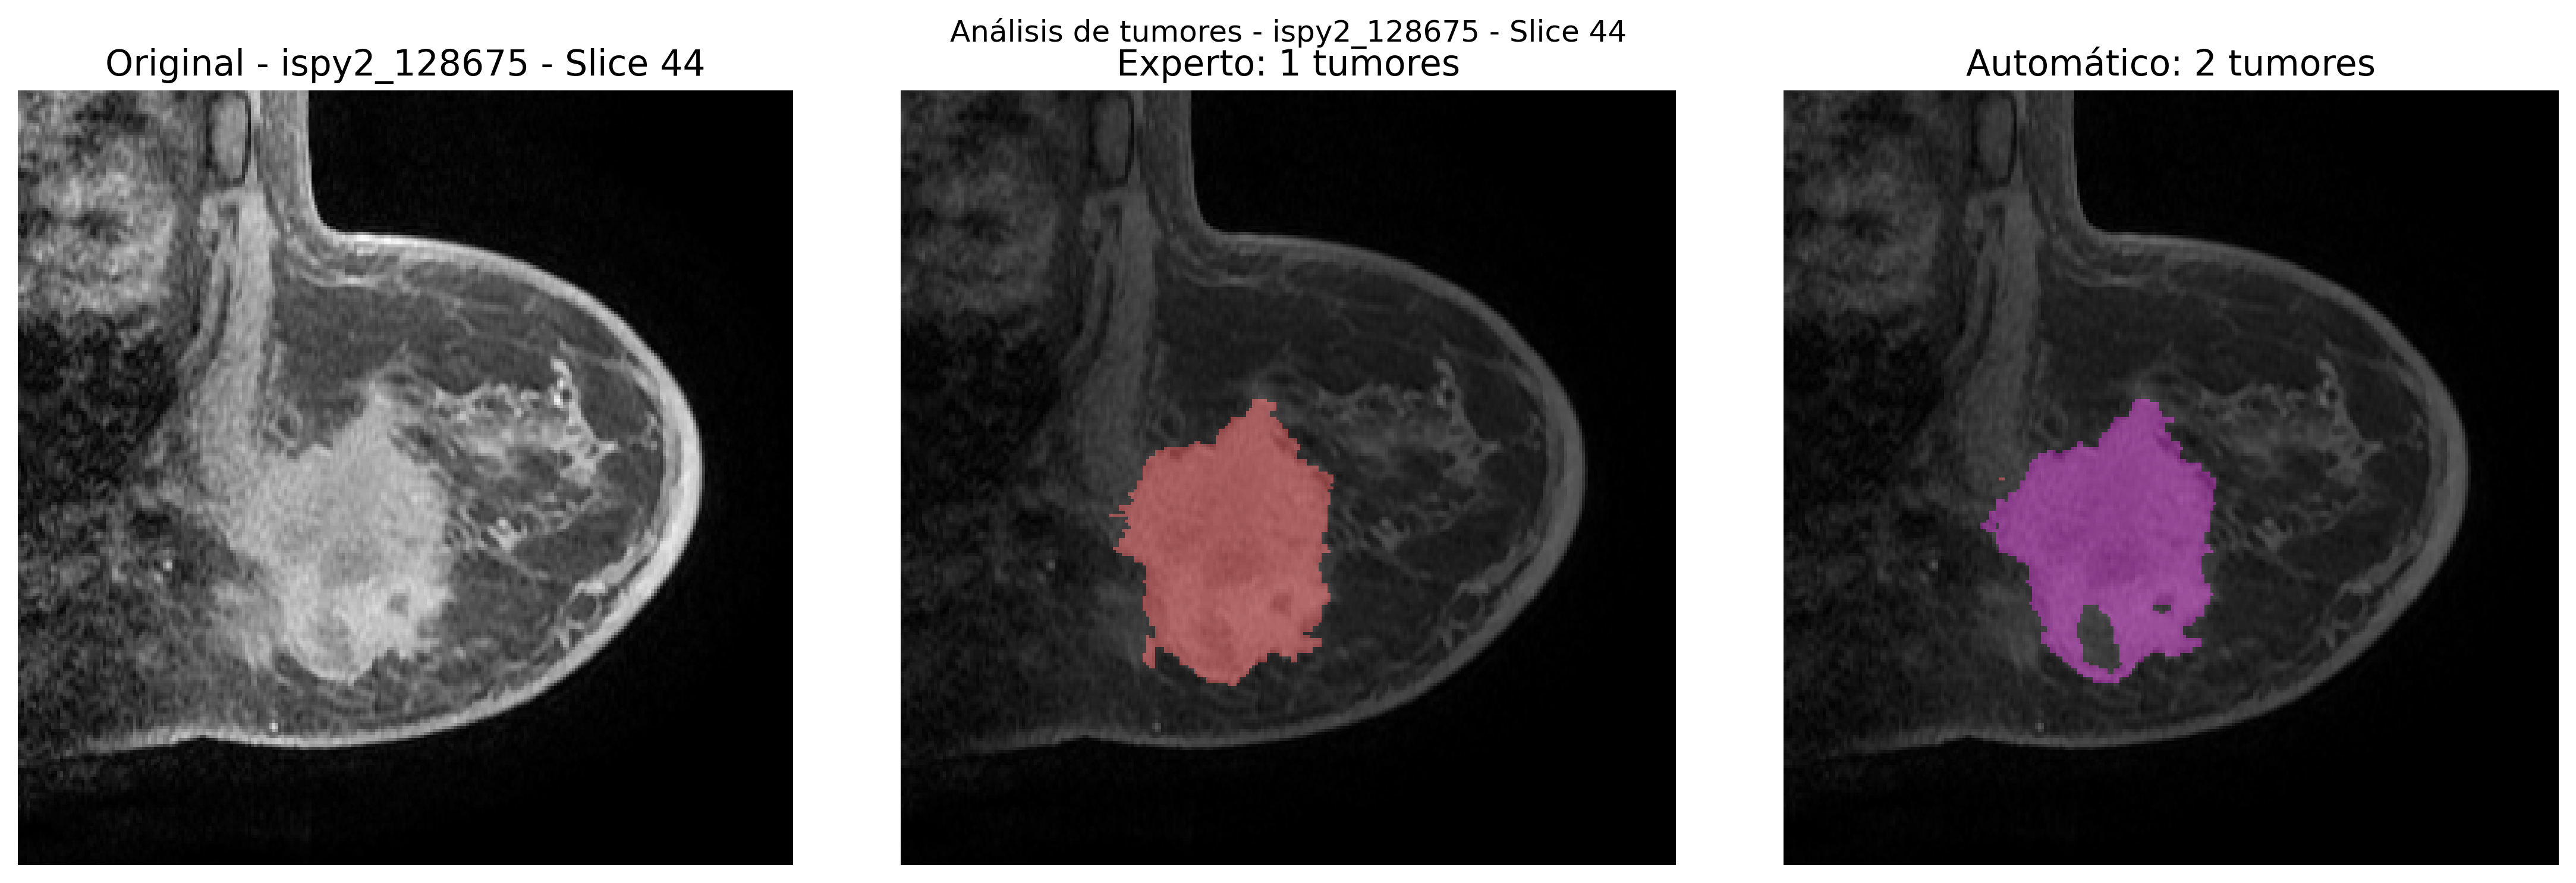 Análisis de tumores - ispy2_128675 - Slice 44
Original - ispy2_128675 - Slice 44
Experto: 1 tumores
Automático: 2 tumores